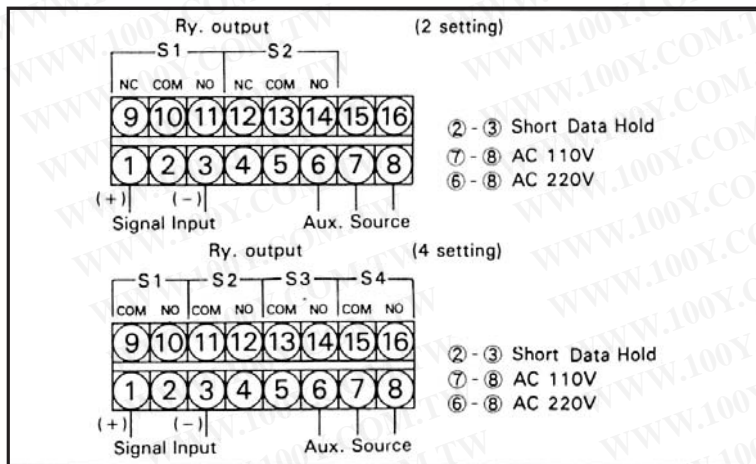 Ry. output (2 setting)
S1 S2
NC COM NO NC COM NO
9 10 11 12 13 14 15 16
1 2 3 4 5 6 7 8
② - ③ Short Data Hold
⑦ - ⑧ AC 110V
⑥ - ⑧ AC 220V
(+) (-)
Signal Input Aux. Source
Ry. output (4 setting)
S1 S2 S3 S4
COM NO COM NO COM NO COM NO
9 10 11 12 13 14 15 16
1 2 3 4 5 6 7 8
② - ③ Short Data Hold
⑦ - ⑧ AC 110V
⑥ - ⑧ AC 220V
(+) (-)
Signal Input Aux. Source
WWW.100Y.COM.TW